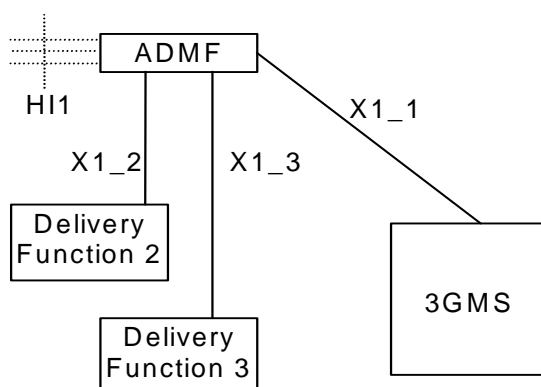 ADMF
HI1
X1_1
X1_2
X1_3
Delivery
Function 2
3GMS
Delivery
Function 3